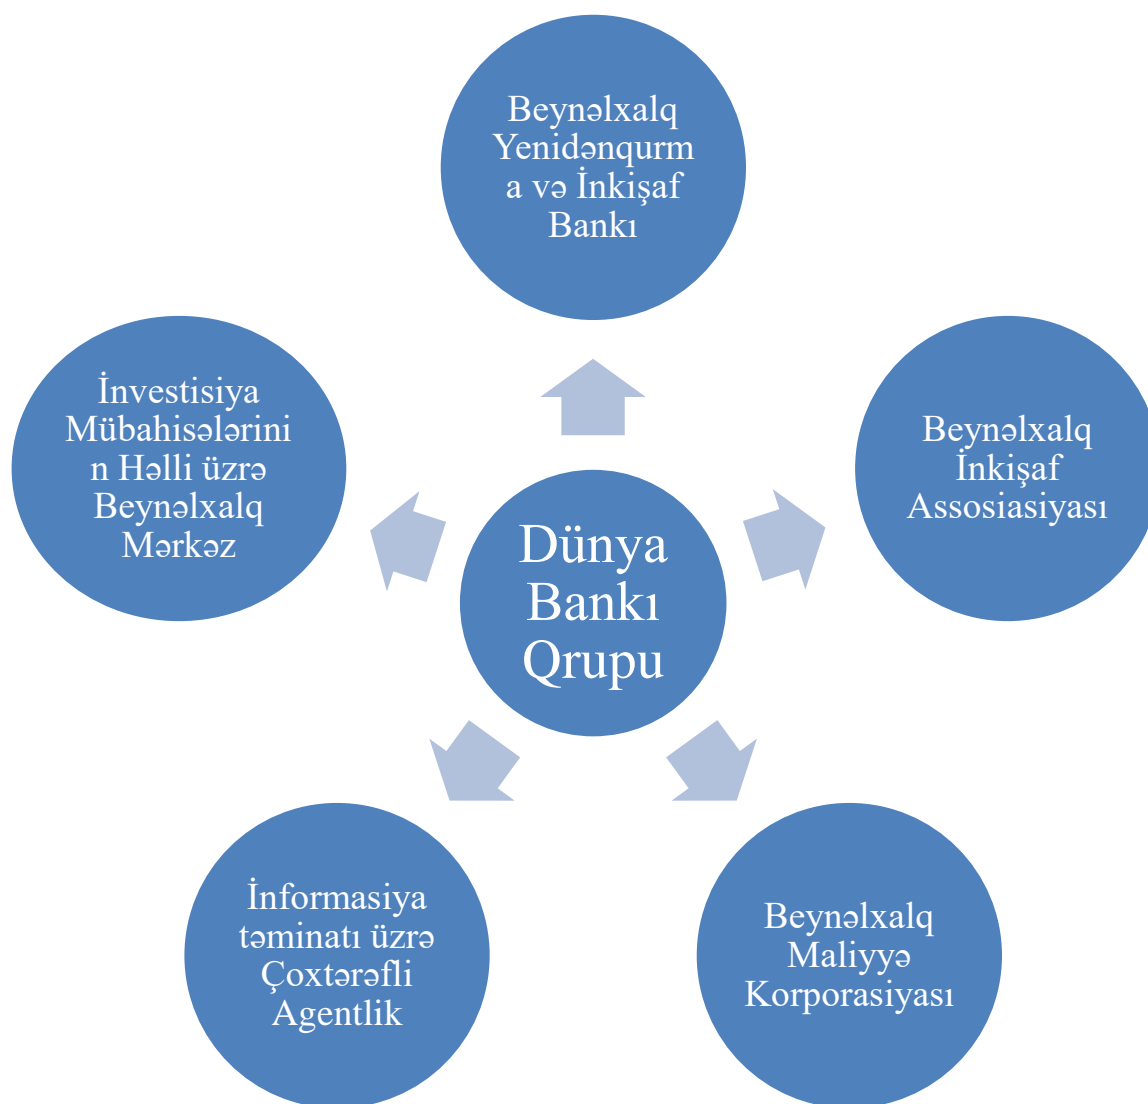 Beynəlxalq
Yenidənqurm
a və İnkişaf
Bankı
İnvestisiya
Mübahisələrini
n Həlli üzrə
Beynəlxalq
Mərkəz
Beynəlxalq
İnkişaf
Assosiasiyası
Dünya
Bankı
Qrupu
İnformasiya
təminatı üzrə
Çoxtərəfli
Agentlik
Beynəlxalq
Maliyyə
Korporasiyası